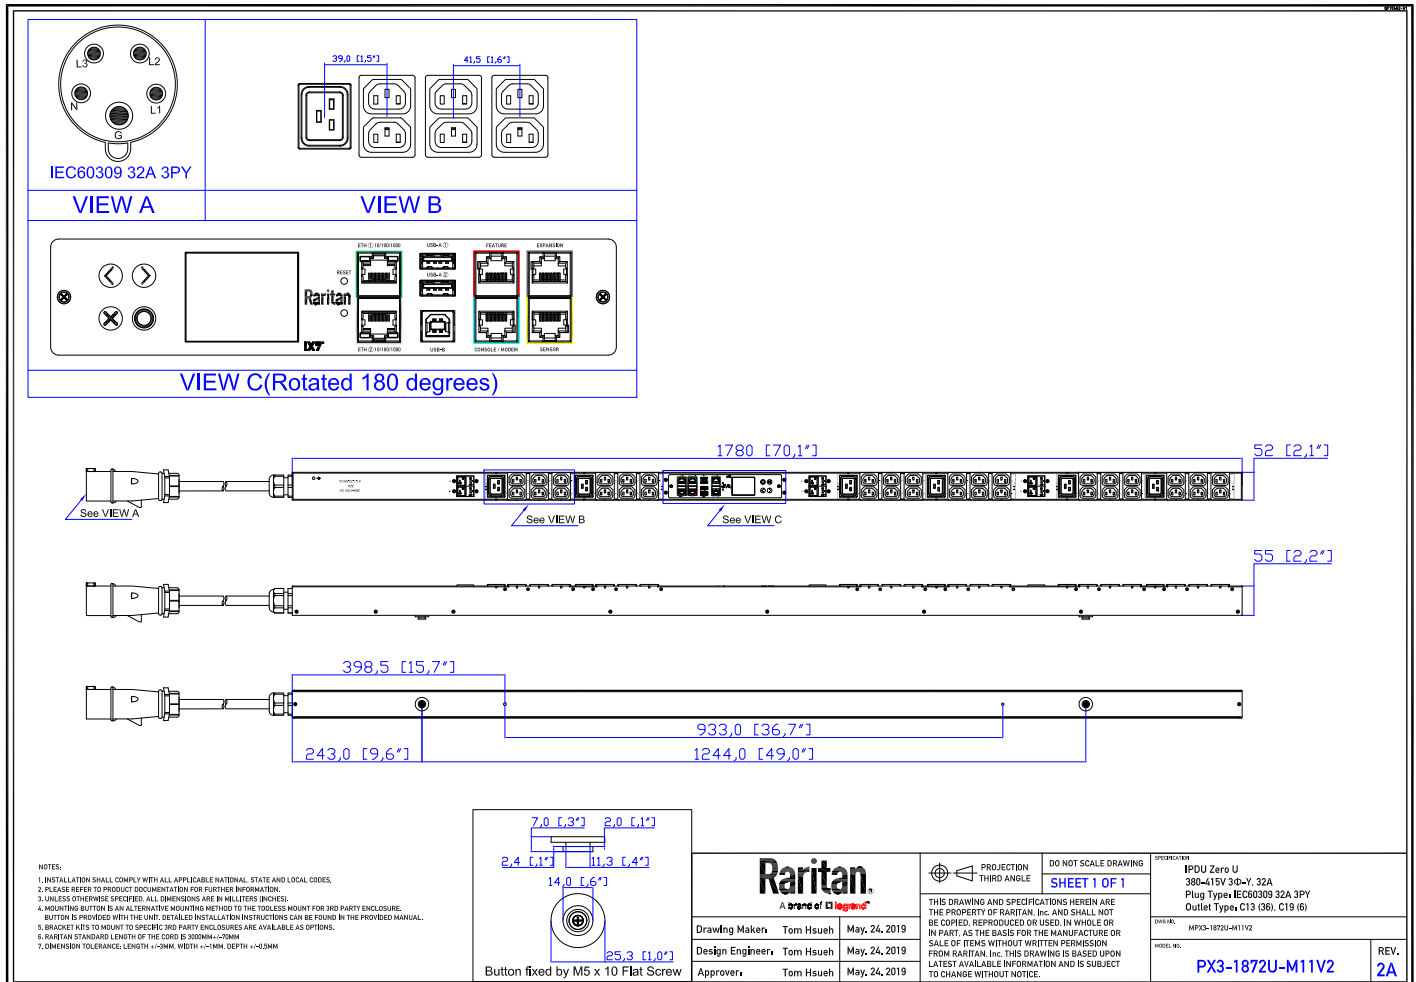 L3
L2
N
L1
G
IEC60309 32A 3PY
VIEW A
39,0 [1,5"]
41,5 [1,6"]
VIEW B
ETH ① 10/100/1000
USB-A ①
FEATURE
EXPANSION
RESET
USB-A ②
Raritan
iX7
ETH ② 10/100/1000
USB-B
CONSOLE / MODEM
SENSOR
VIEW C(Rotated 180 degrees)
1780 [70,1"]
52 [2,1"]
See VIEW A
See VIEW B
See VIEW C
55 [2,2"]
398,5 [15,7"]
933,0 [36,7"]
243,0 [9,6"]
1244,0 [49,0"]
7,0 [,3"]
2,0 [,1"]
2,4 [,1"]
11,3 [,4"]
14,0 [,6"]
25,3 [1,0"]
Button fixed by M5 x 10 Flat Screw
NOTES:
1. INSTALLATION SHALL COMPLY WITH ALL APPLICABLE NATIONAL, STATE AND LOCAL CODES.
2. PLEASE REFER TO PRODUCT DOCUMENTATION FOR FURTHER INFORMATION.
3. UNLESS OTHERWISE SPECIFIED, ALL DIMENSIONS ARE IN MILLITERS [INCHES].
4. MOUNTING BUTTON IS AN ALTERNATIVE MOUNTING METHOD TO THE TOOLESS MOUNT FOR 3RD PARTY ENCLOSURE.
BUTTON IS PROVIDED WITH THE UNIT. DETAILED INSTALLATION INSTRUCTIONS CAN BE FOUND IN THE PROVIDED MANUAL.
5. BRACKET KITS TO MOUNT TO SPECIFIC 3RD PARTY ENCLOSURES ARE AVAILABLE AS OPTIONS.
6. RARITAN STANDARD LENGTH OF THE CORD IS 3000MM+/-70MM
7. DIMENSION TOLERANCE: LENGTH +/-3MM, WIDTH +/-1MM, DEPTH +/-0.5MM
Raritan.
A brand of legrand
Drawing Maker: Tom Hsueh May. 24. 2019
Design Engineer: Tom Hsueh May. 24. 2019
Approver: Tom Hsueh May. 24. 2019
PROJECTION
THIRD ANGLE
DO NOT SCALE DRAWING
SHEET 1 OF 1
THIS DRAWING AND SPECIFICATIONS HEREIN ARE
THE PROPERTY OF RARITAN, Inc. AND SHALL NOT
BE COPIED, REPRODUCED OR USED, IN WHOLE OR
IN PART, AS THE BASIS FOR THE MANUFACTURE OR
SALE OF ITEMS WITHOUT WRITTEN PERMISSION
FROM RARITAN, Inc. THIS DRAWING IS BASED UPON
LATEST AVAILABLE INFORMATION AND IS SUBJECT
TO CHANGE WITHOUT NOTICE.
SPECIFICATION
IPDU Zero U
380-415V 3Φ-Y, 32A
Plug Type: IEC60309 32A 3PY
Outlet Type: C13 (36), C19 (6)
DWG NO.
MPX3-1872U-M11V2
MODEL NO.
PX3-1872U-M11V2
REV.
2A